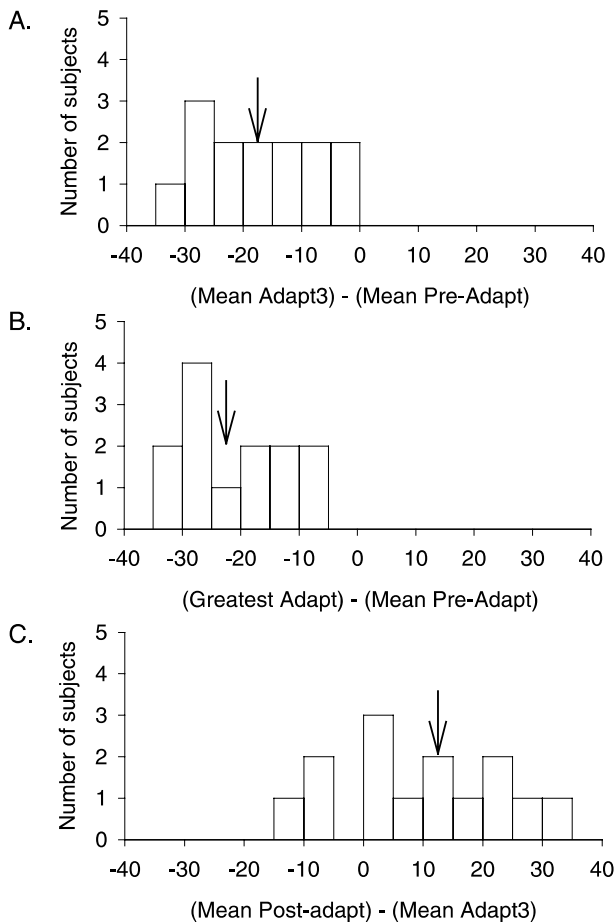 A.
Number of subjects
5
4
3
2
1
0
-40 -30 -20 -10 0 10 20 30 40
(Mean Adapt3) - (Mean Pre-Adapt)
B.
Number of subjects
5
4
3
2
1
0
-40 -30 -20 -10 0 10 20 30 40
(Greatest Adapt) - (Mean Pre-Adapt)
C.
Number of subjects
5
4
3
2
1
0
-40 -30 -20 -10 0 10 20 30 40
(Mean Post-adapt) - (Mean Adapt3)